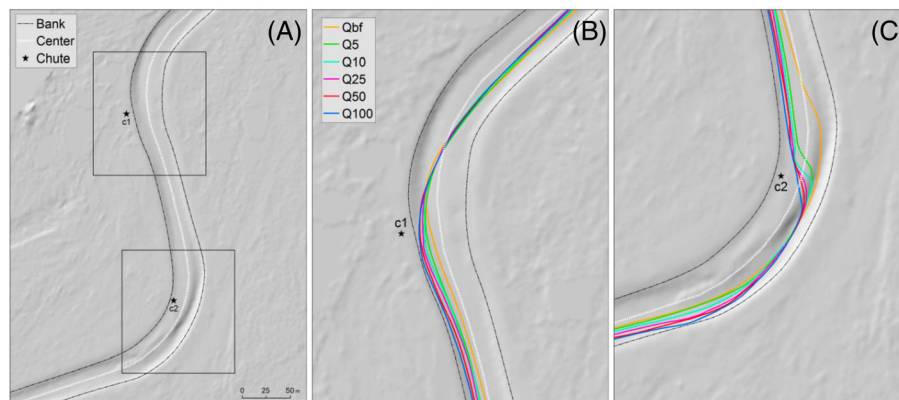 (A)
Bank
Center
Chute
c1
c2
0 25 50 m
(B)
Qbf
Q5
Q10
Q25
Q50
Q100
c1
(C)
c2